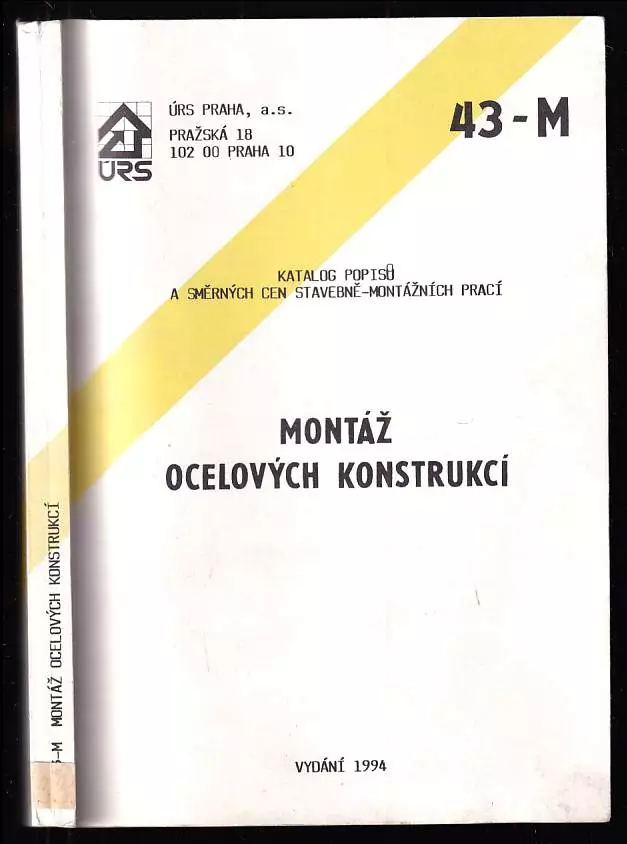 ÚRS PRAHA, a.s.
PRAŽSKÁ 18
102 00 PRAHA 10
ÚRS
43-M
KATALOG POPISŮ
A SMĚRNÝCH CEN STAVEBNĚ-MONTÁŽNÍCH PRACÍ
MONTÁŽ
OCELOVÝCH KONSTRUKCÍ
VYDÁNÍ 1994
-M MONTÁŽ OCELOVÝCH KONSTRUKCÍ